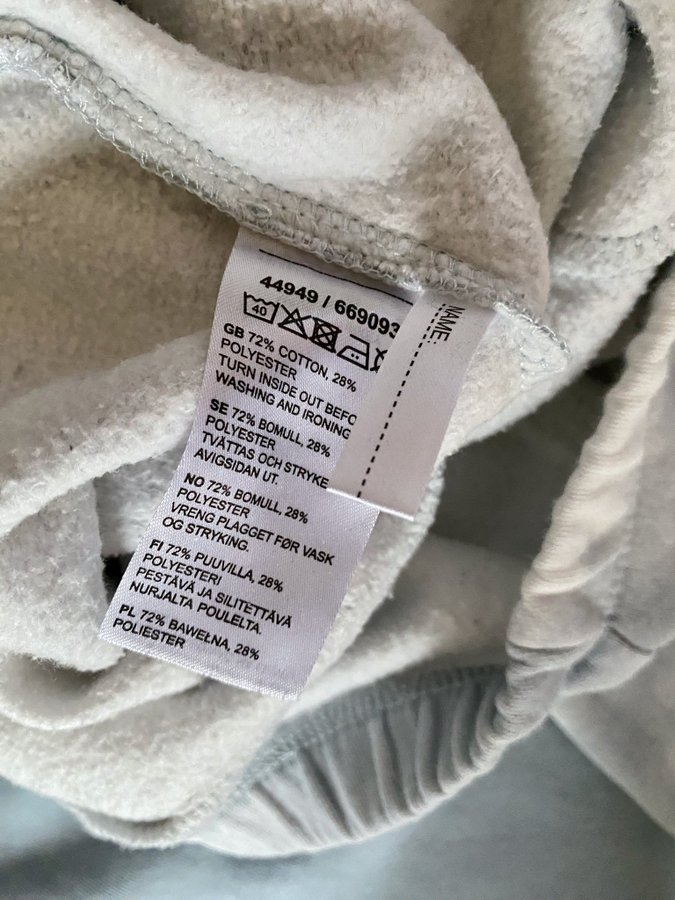 44949 / 669093
40
GB 72% COTTON, 28%
POLYESTER
TURN INSIDE OUT BEFO
WASHING AND IRONING
SE 72% BOMULL, 28%
POLYESTER
TVÄTTAS OCH STRYKE
AVIGSIDAN UT.
NO 72% BOMULL, 28%
POLYESTER
VRENG PLAGGET FØR VASK
OG STRYKING.
FI 72% PUUVILLA, 28%
POLYESTERI
PESTÄVÄ JA SILITETTÄVÄ
NURJALTA POULELTA.
PL 72% BAWEŁNA, 28%
POLIESTER
NAME: